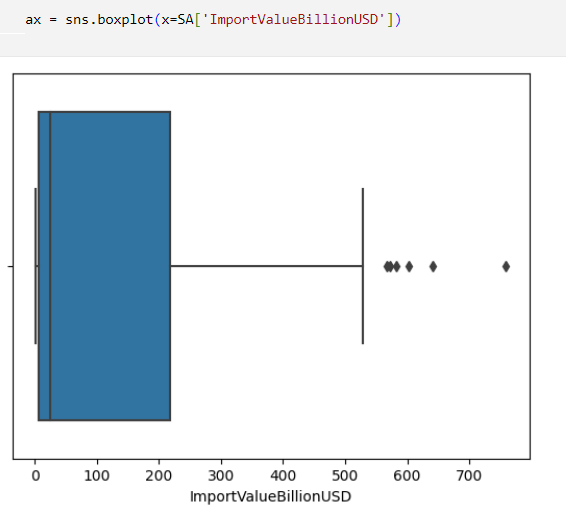 ax = sns.boxplot(x=SA['ImportValueBillionUSD'])
0 100 200 300 400 500 600 700
ImportValueBillionUSD